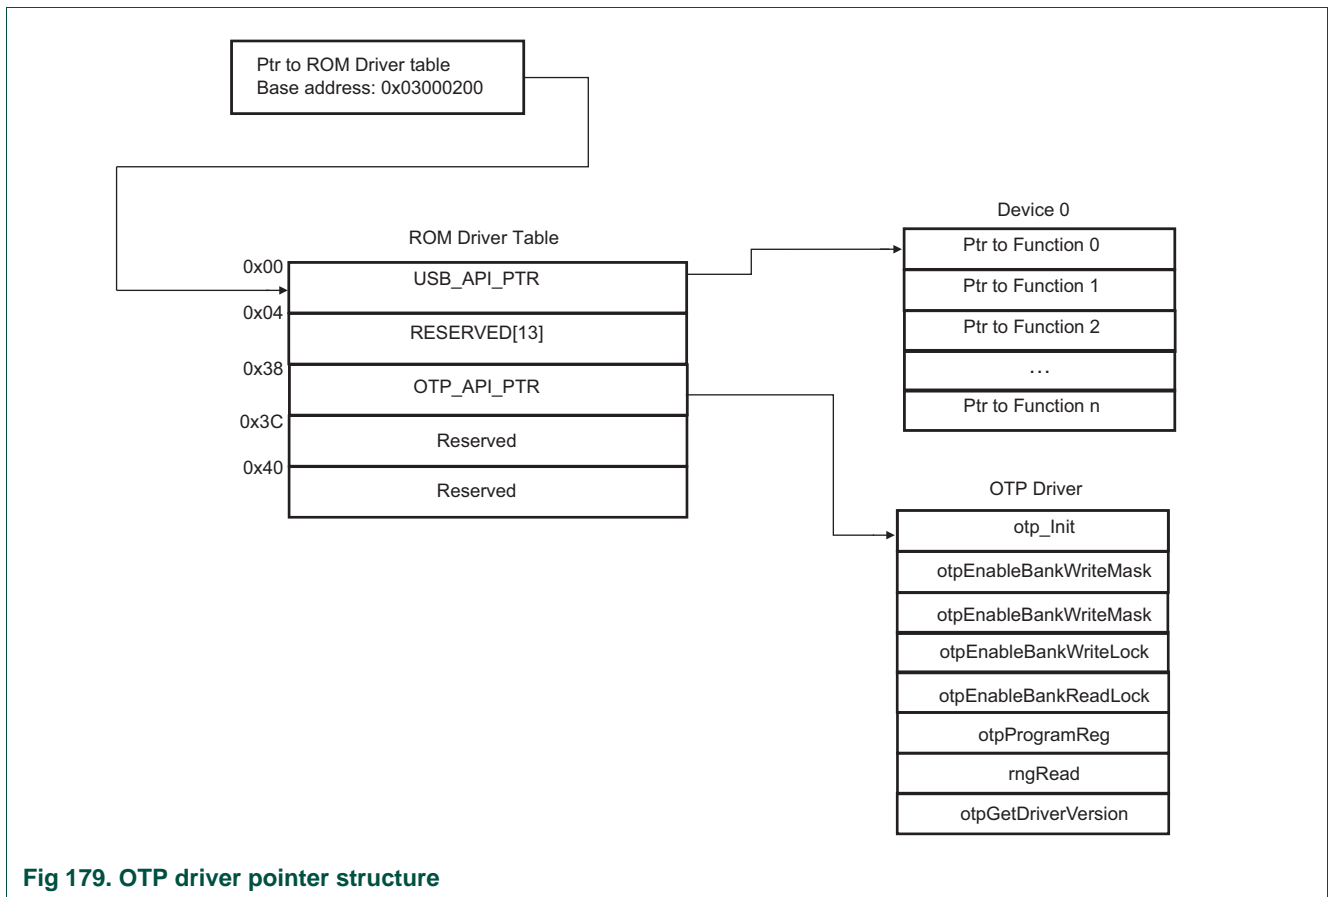 Ptr to ROM Driver table
Base address: 0x03000200
ROM Driver Table
0x00
USB_API_PTR
0x04
RESERVED[13]
0x38
OTP_API_PTR
0x3C
Reserved
0x40
Reserved
Device 0
Ptr to Function 0
Ptr to Function 1
Ptr to Function 2
...
Ptr to Function n
OTP Driver
otp_Init
otpEnableBankWriteMask
otpEnableBankWriteMask
otpEnableBankWriteLock
otpEnableBankReadLock
otpProgramReg
rngRead
otpGetDriverVersion
Fig 179. OTP driver pointer structure